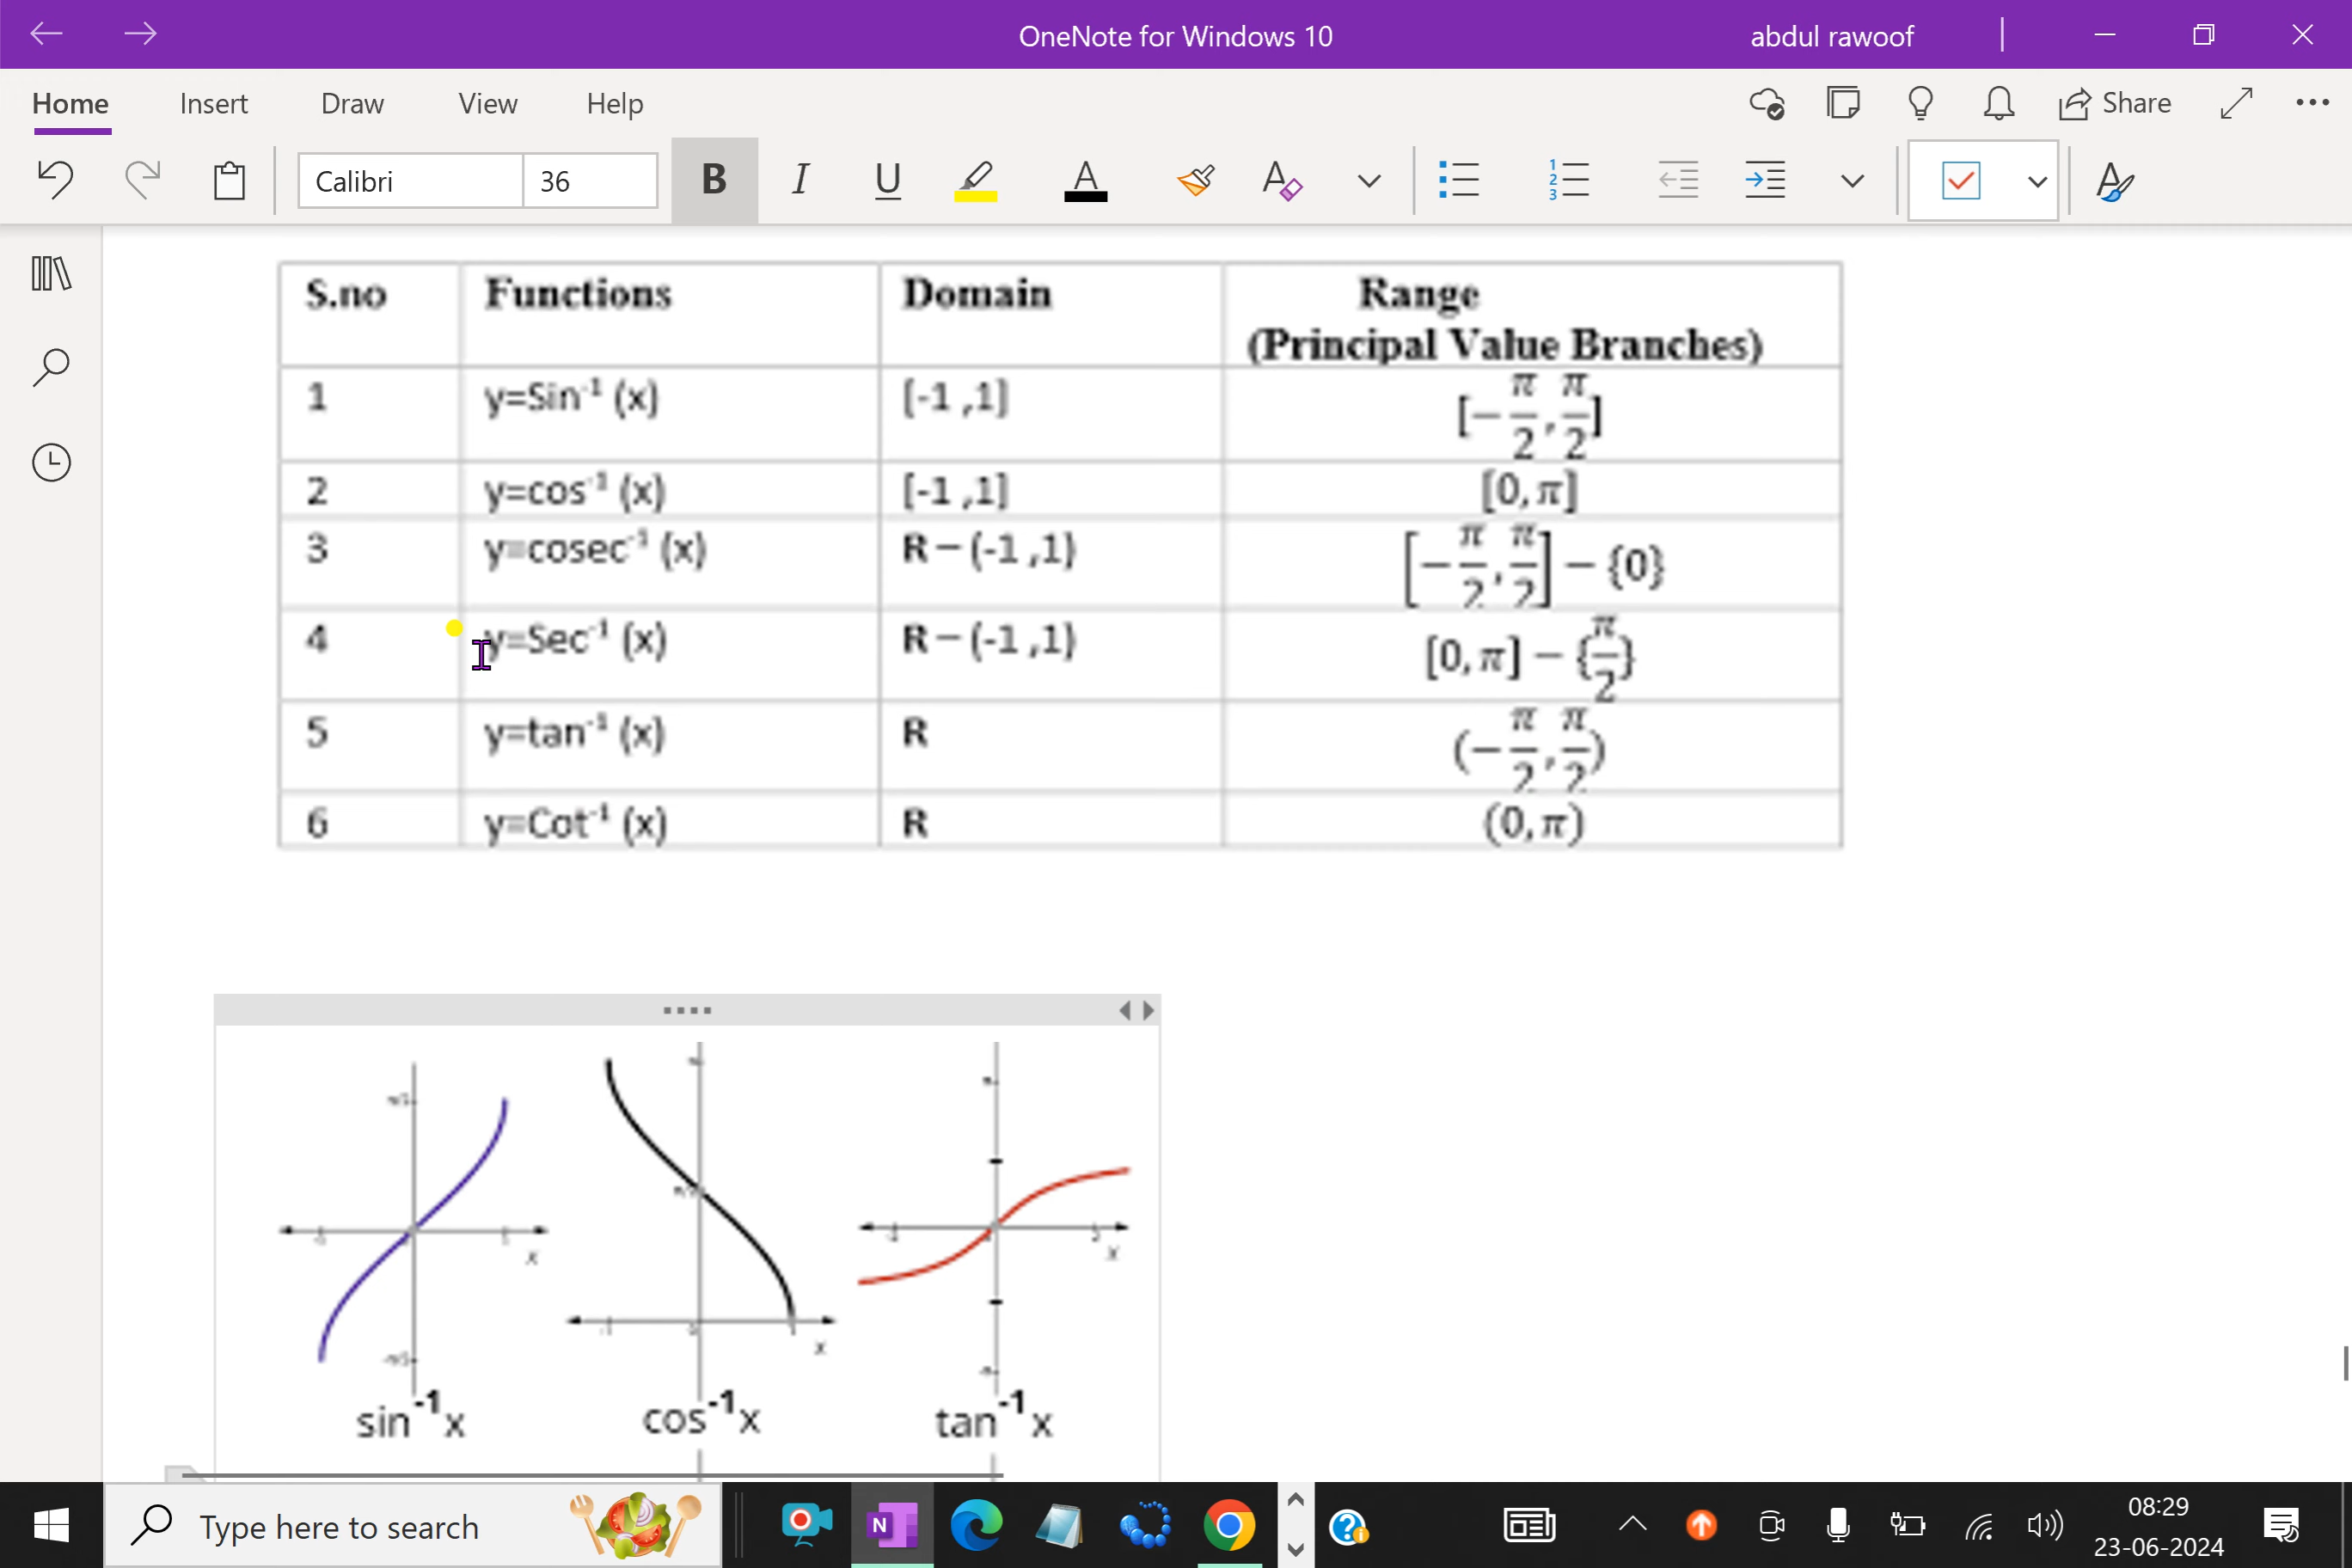 OneNote for Windows 10
abdul rawoof
Home Insert Draw View Help
Share
Calibri 36
B I U A A
S.no Functions Domain Range
(Principal Value Branches)
1 y=Sin⁻¹ (x) [-1 ,1] [−π/2, π/2]
2 y=cos⁻¹ (x) [-1 ,1] [0, π]
3 y=cosec⁻¹ (x) R − (-1 ,1) [−π/2, π/2] − {0}
4 y=Sec⁻¹ (x) R − (-1 ,1) [0, π] − {π/2}
5 y=tan⁻¹ (x) R (−π/2, π/2)
6 y=Cot⁻¹ (x) R (0, π)
x x x
sin⁻¹x cos⁻¹x tan⁻¹x
Type here to search
08:29
23-06-2024